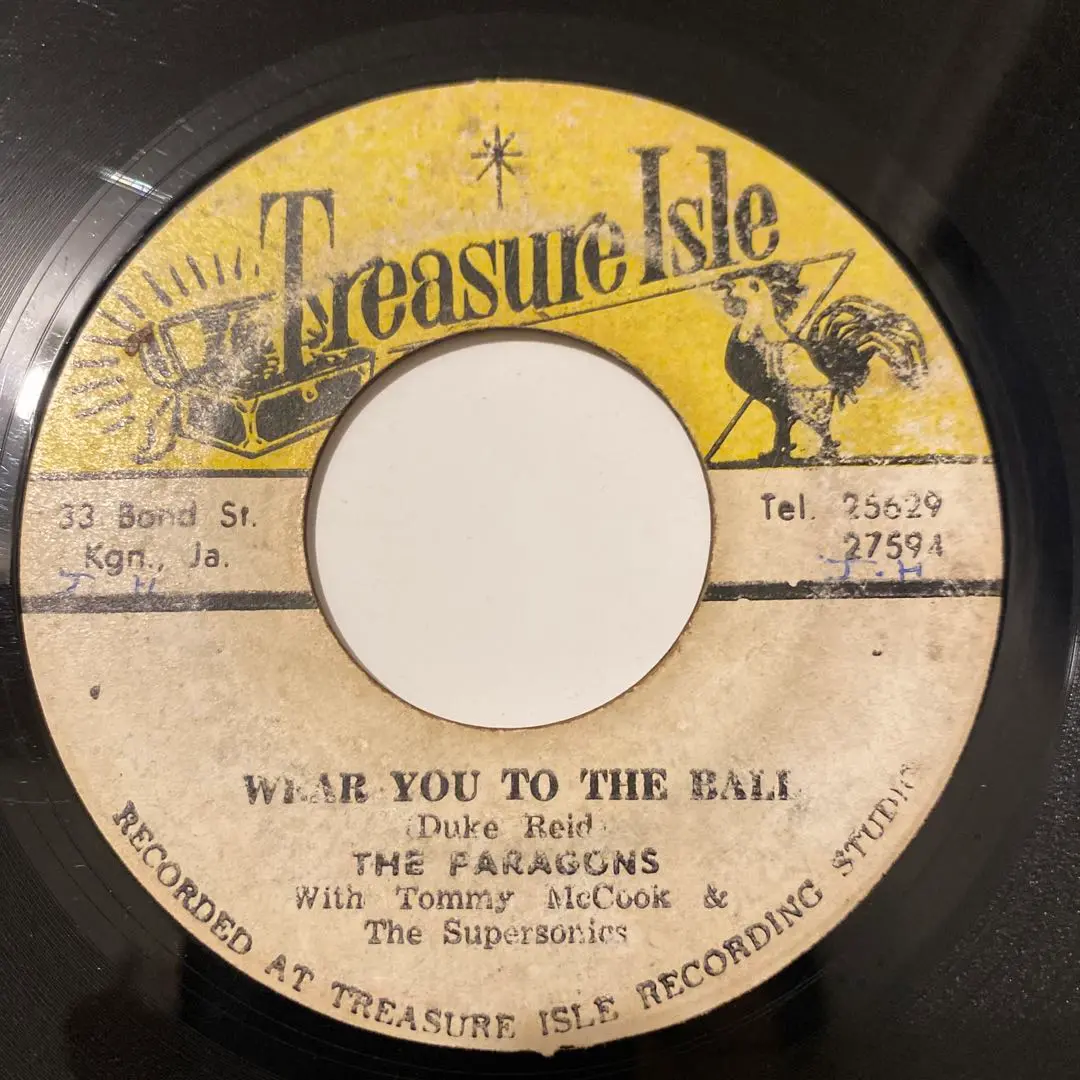 Treasure Isle
33 Bond St.
Kgn., Ja.
Tel. 25629
27594
J H
J.H
WEAR YOU TO THE BALL
(Duke Reid)
THE PARAGONS
With Tommy McCook &
The Supersonics
RECORDED AT TREASURE ISLE RECORDING STUDIO